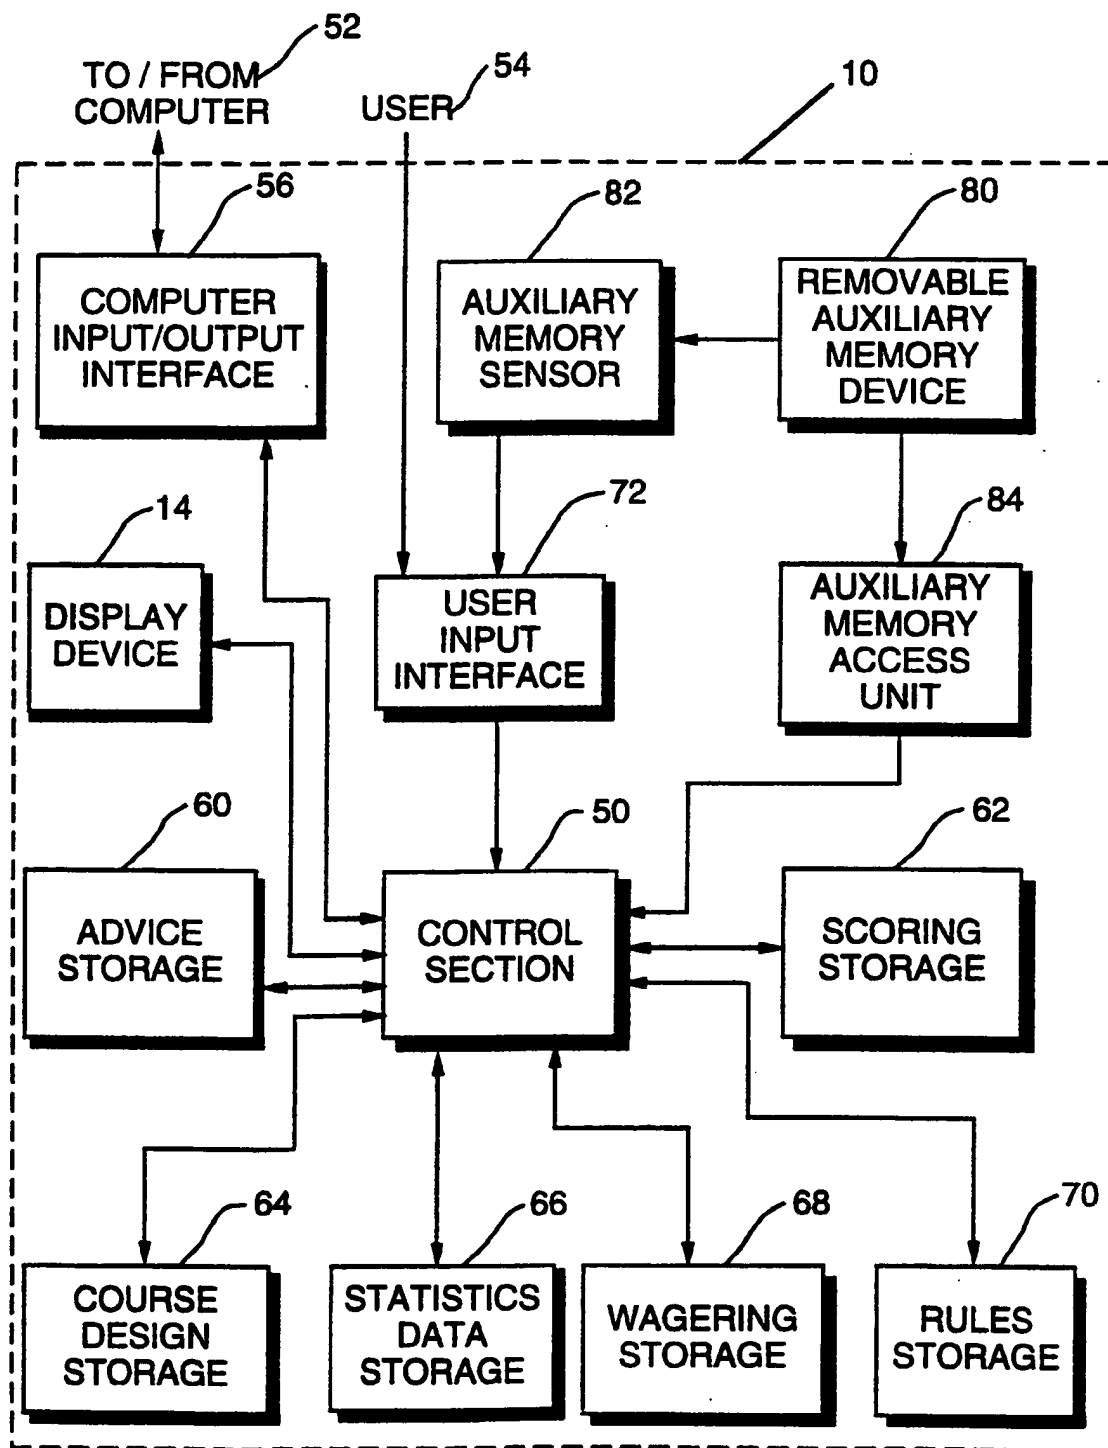 52
TO / FROM
COMPUTER
54
USER
10
56
COMPUTER
INPUT/OUTPUT
INTERFACE
82
AUXILIARY
MEMORY
SENSOR
80
REMOVABLE
AUXILIARY
MEMORY
DEVICE
14
DISPLAY
DEVICE
72
USER
INPUT
INTERFACE
84
AUXILIARY
MEMORY
ACCESS
UNIT
60
ADVICE
STORAGE
50
CONTROL
SECTION
62
SCORING
STORAGE
64
COURSE
DESIGN
STORAGE
66
STATISTICS
DATA
STORAGE
68
WAGERING
STORAGE
70
RULES
STORAGE